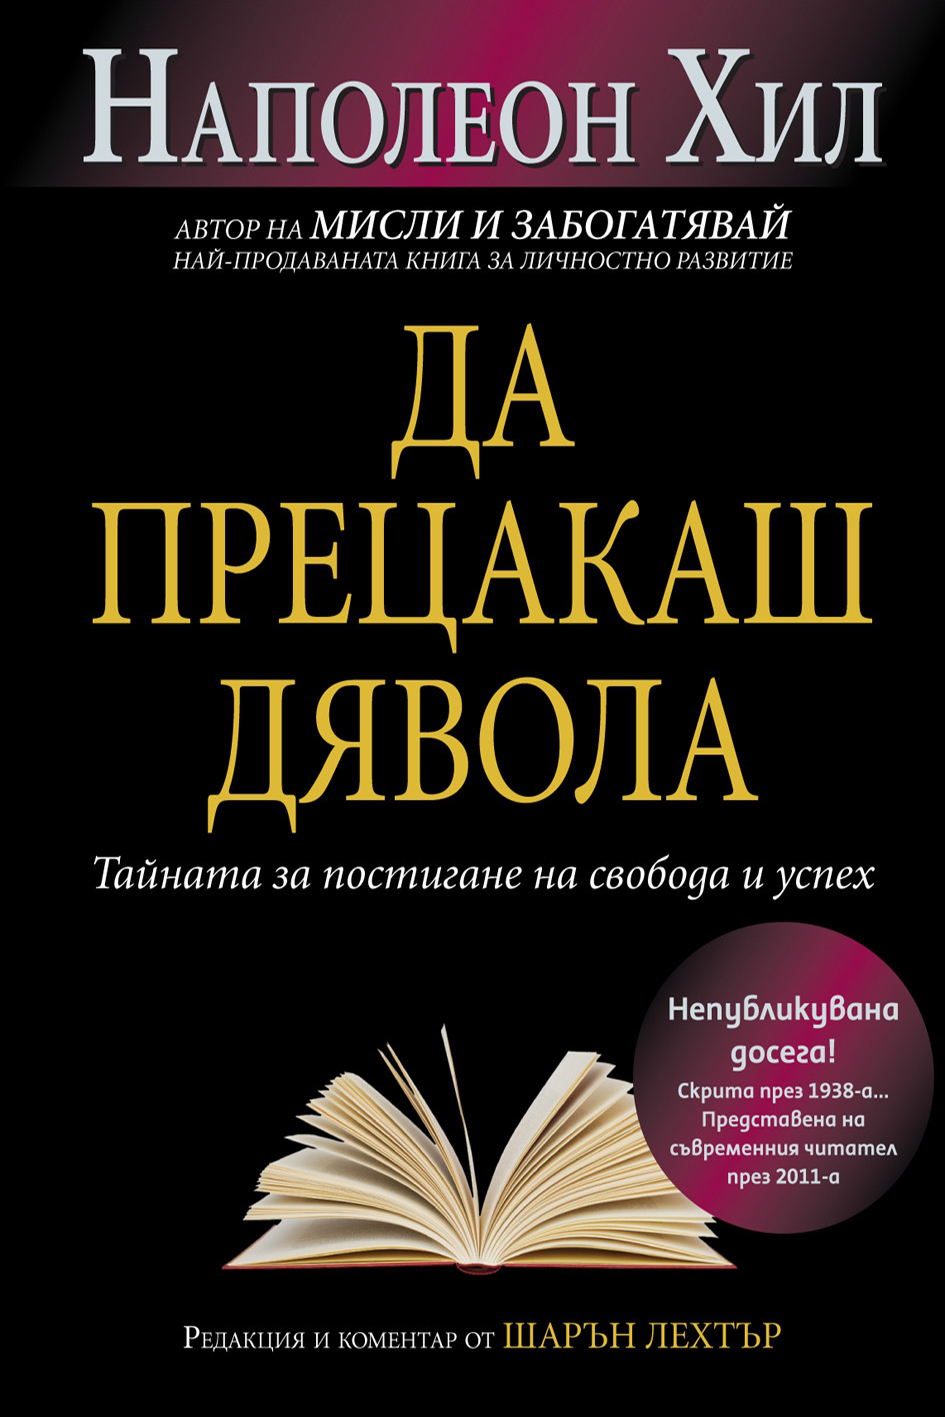 Наполеон Хил
АВТОР НА МИСЛИ И ЗАБОГАТЯВАЙ
НАЙ-ПРОДАВАНАТА КНИГА ЗА ЛИЧНОСТНО РАЗВИТИЕ
ДА
ПРЕЦАКАШ
ДЯВОЛА
Тайната за постигане на свобода и успех
Непубликувана
досега!
Скрита през 1938-а...
Представена на
съвременния читател
през 2011-а
Редакция и коментар от ШАРЪН ЛЕХТЪР